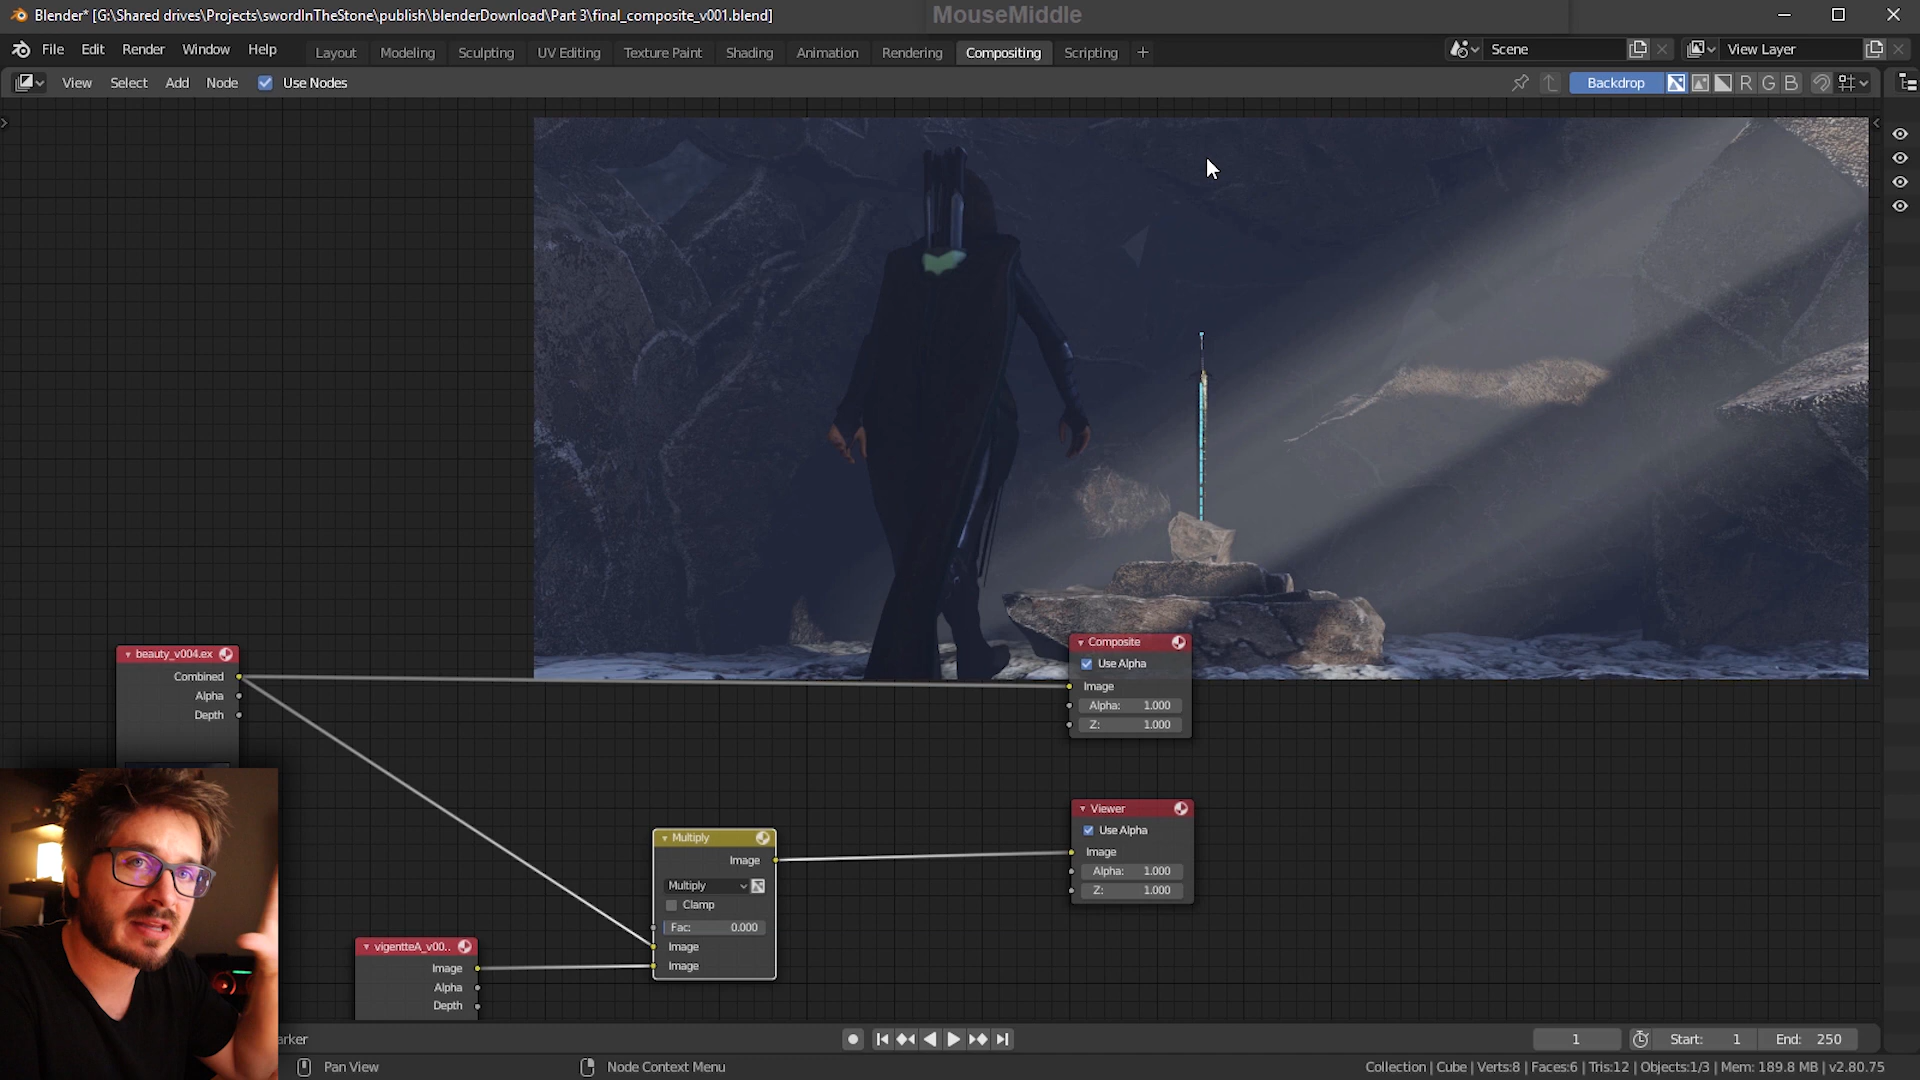 Blender* [G:\Shared drives\Projects\swordInTheStone\publish\blenderDownload\Part 3\final_composite_v001.blend]
MouseMiddle
File Edit Render Window Help
Layout Modeling Sculpting UV Editing Texture Paint Shading Animation Rendering Compositing Scripting +
Scene
View Layer
View Select Add Node Use Nodes
Backdrop
R G B
beauty_v004.ex
Combined
Alpha
Depth
Composite
Use Alpha
Image
Alpha: 1.000
Z: 1.000
Viewer
Use Alpha
Image
Alpha: 1.000
Z: 1.000
Multiply
Image
Multiply
Clamp
Fac: 0.000
Image
Image
vigentteA_v00..
Image
Alpha
Depth
arker
1
Start: 1
End: 250
Pan View
Node Context Menu
Collection | Cube | Verts:8 | Faces:6 | Tris:12 | Objects:1/3 | Mem: 189.8 MB | v2.80.75